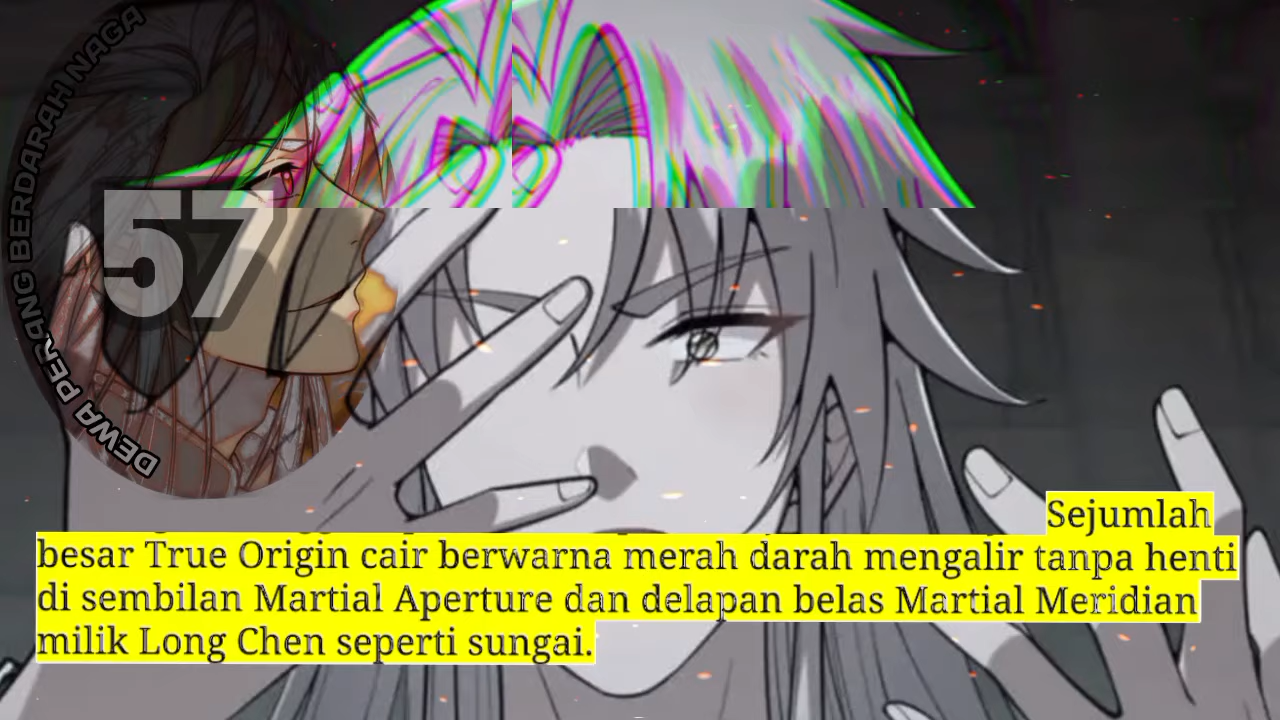 DEWA PERANG BERDARAH NAGA
57
Sejumlah
besar True Origin cair berwarna merah darah mengalir tanpa henti
di sembilan Martial Aperture dan delapan belas Martial Meridian
milik Long Chen seperti sungai.